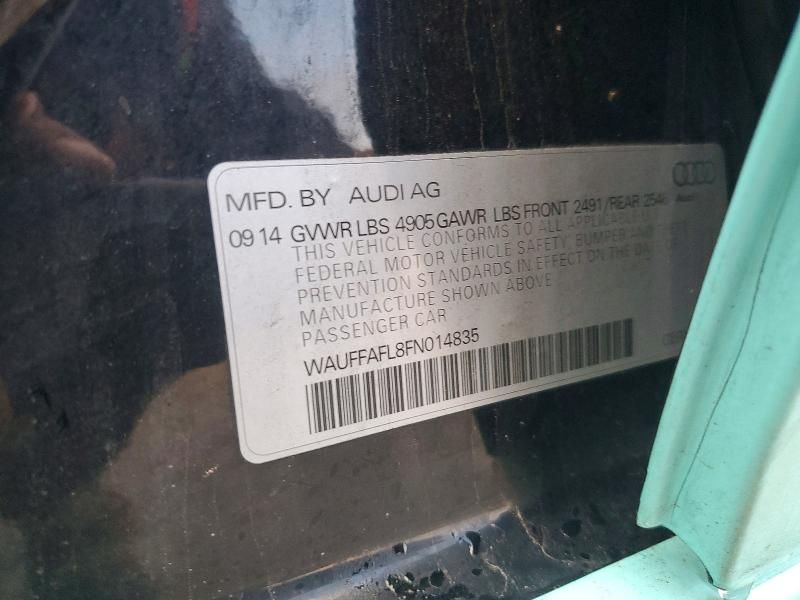 MFD. BY AUDI AG
09 14 GVWR LBS 4905 GAWR LBS FRONT 2491/REAR 254
THIS VEHICLE CONFORMS TO ALL APPLICABLE
FEDERAL MOTOR VEHICLE SAFETY, BUMPER AND THEFT
PREVENTION STANDARDS IN EFFECT ON THE DA
MANUFACTURE SHOWN ABOVE
PASSENGER CAR
WAUFFAFL8FN014835